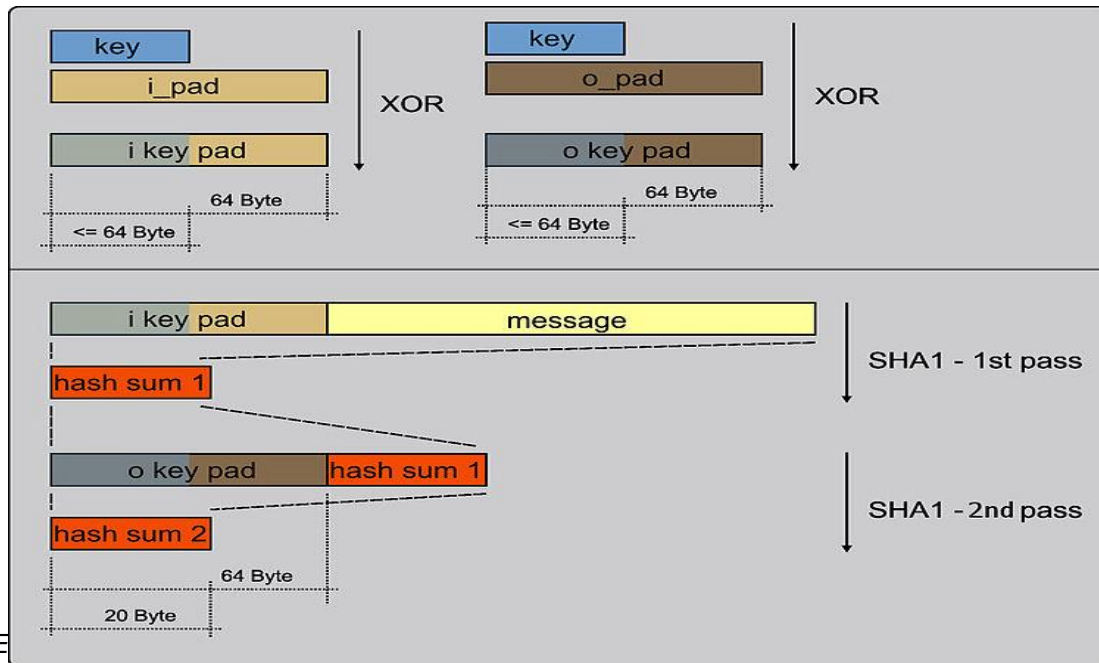 key
i_pad
XOR
i key pad
64 Byte
<= 64 Byte
key
o_pad
XOR
o key pad
64 Byte
<= 64 Byte
i key pad message
SHA1 - 1st pass
hash sum 1
o key pad hash sum 1
SHA1 - 2nd pass
hash sum 2
64 Byte
20 Byte